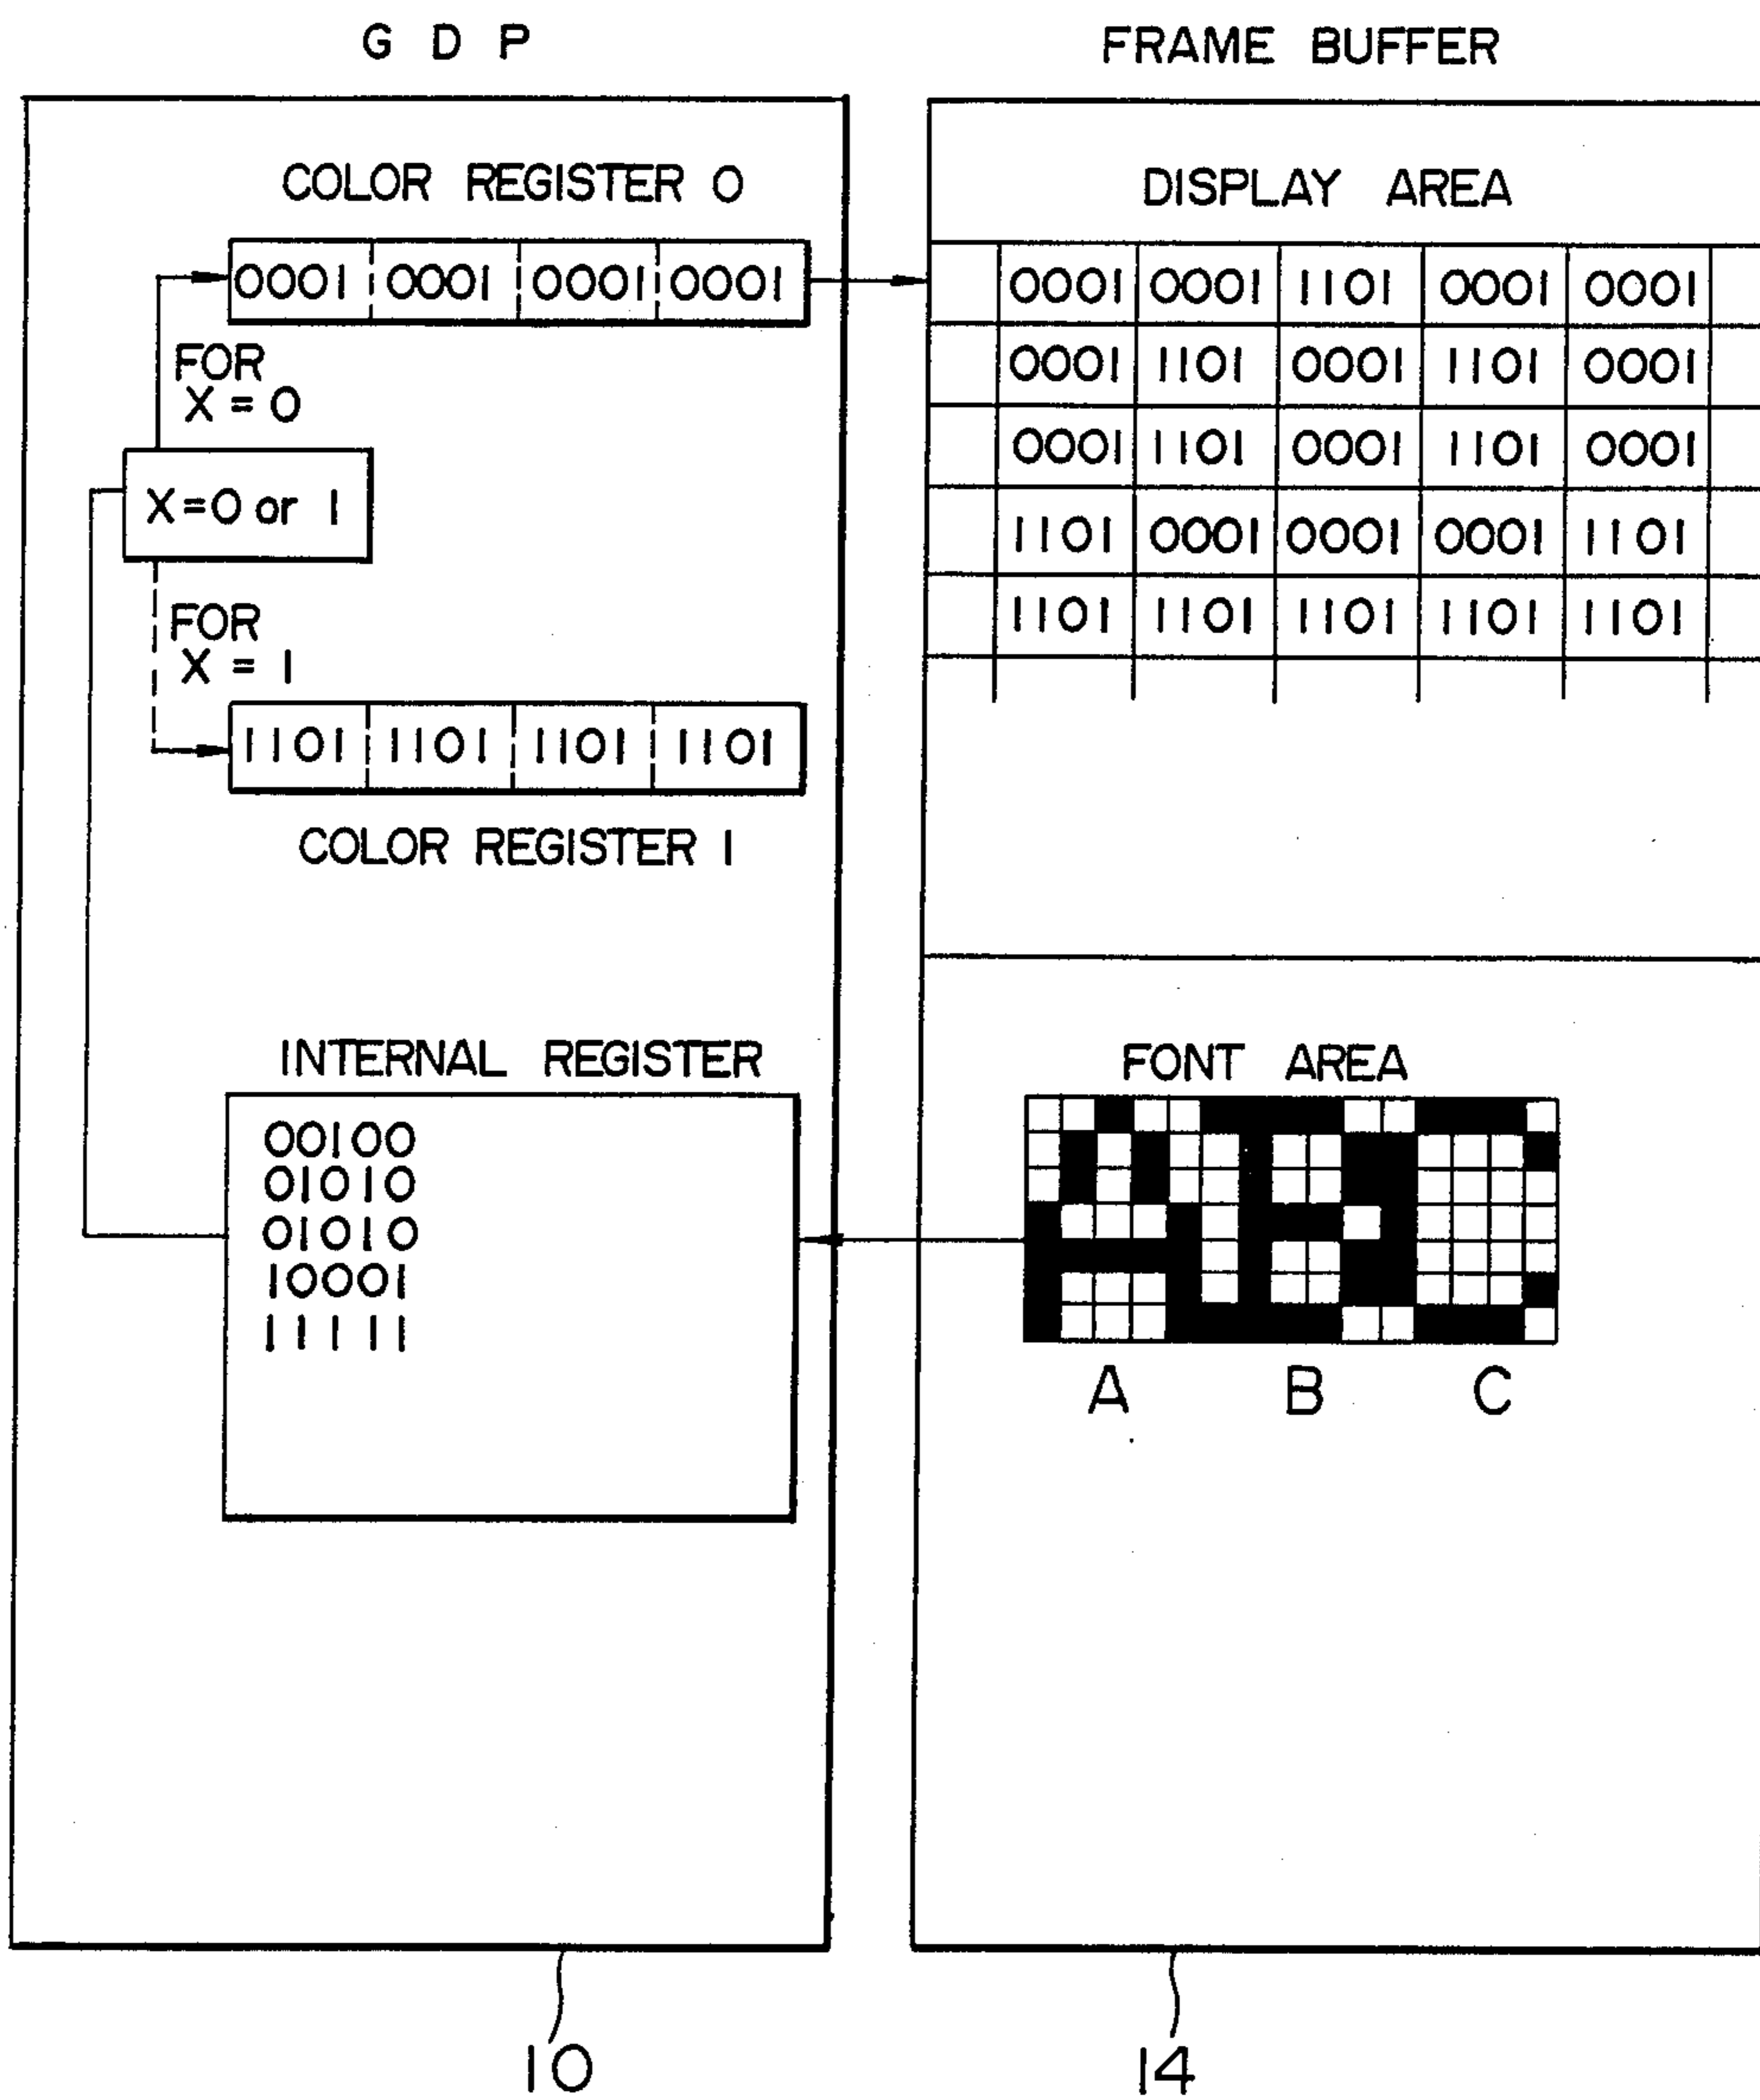 G D P
COLOR REGISTER 0
0001 0001 0001 0001
FOR
X = 0
X=0 or 1
FOR
X = 1
1101 1101 1101 1101
COLOR REGISTER 1
INTERNAL REGISTER
00100
01010
01010
10001
11111
10
FRAME BUFFER
DISPLAY AREA
0001 0001 1101 0001 0001
0001 1101 0001 1101 0001
0001 1101 0001 1101 0001
1101 0001 0001 0001 1101
1101 1101 1101 1101 1101
FONT AREA
A B C
14